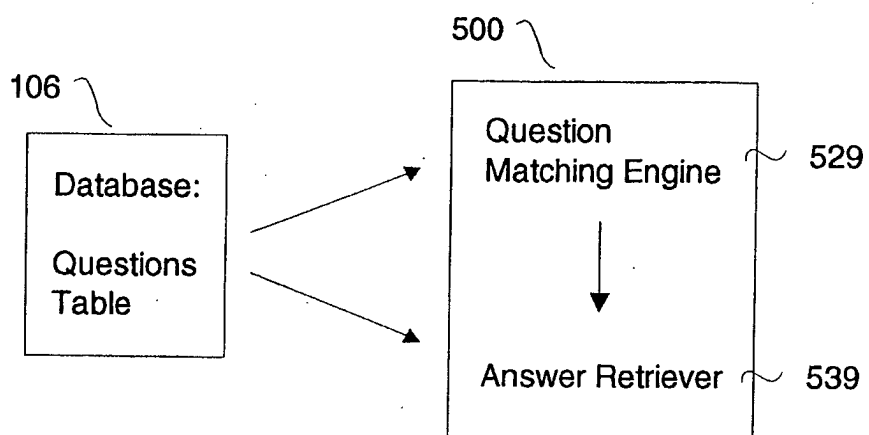 500
106
Question
Matching Engine
529
Database:
Questions
Table
Answer Retriever
539